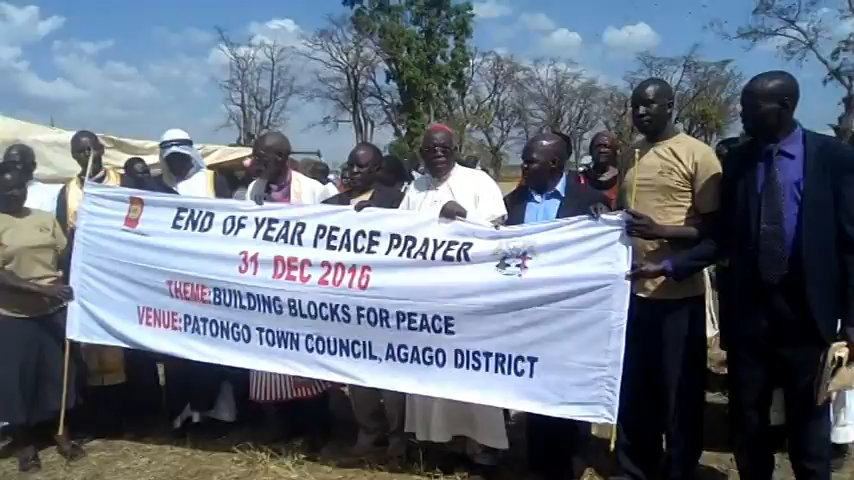 END OF YEAR PEACE PRAYER
31 DEC 2016
THEME: BUILDING BLOCKS FOR PEACE
VENUE: PATONGO TOWN COUNCIL, AGAGO DISTRICT